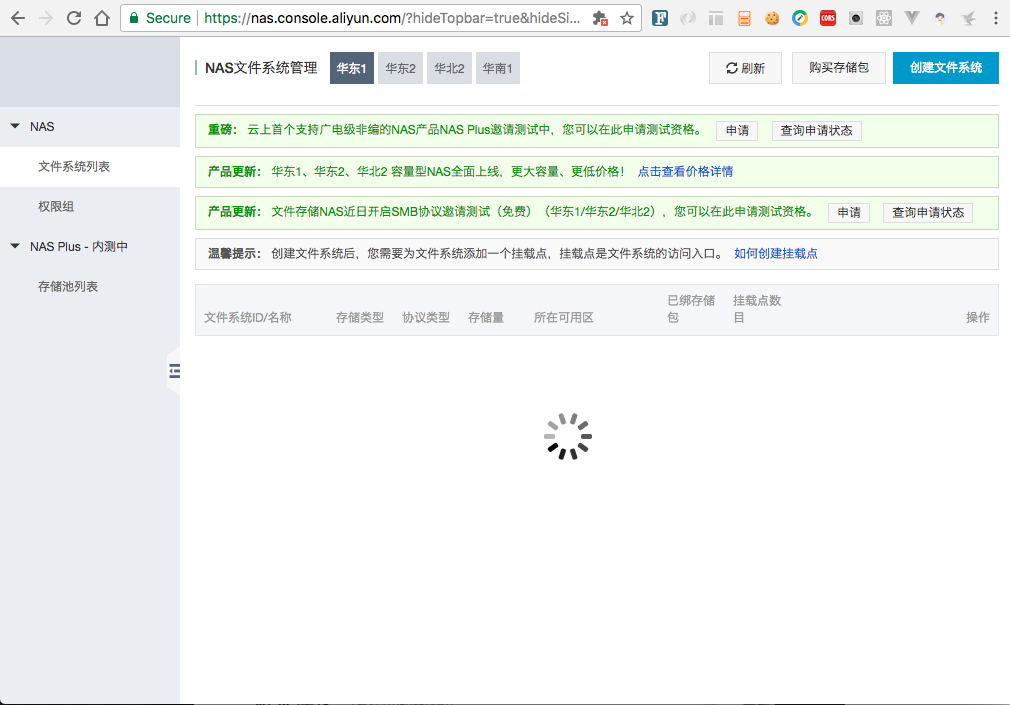 Secure https://nas.console.aliyun.com/?hideTopbar=true&hideSi...
CORS
NAS文件系统管理 华东1 华东2 华北2 华南1 刷新 购买存储包 创建文件系统
NAS
文件系统列表
权限组
NAS Plus - 内测中
存储池列表
重磅: 云上首个支持广电级非编的NAS产品NAS Plus邀请测试中，您可以在此申请测试资格。 申请 查询申请状态
产品更新: 华东1、华东2、华北2 容量型NAS全面上线，更大容量、更低价格！ 点击查看价格详情
产品更新: 文件存储NAS近日开启SMB协议邀请测试（免费）（华东1/华东2/华北2），您可以在此申请测试资格。 申请 查询申请状态
温馨提示: 创建文件系统后，您需要为文件系统添加一个挂载点，挂载点是文件系统的访问入口。 如何创建挂载点
文件系统ID/名称 存储类型 协议类型 存储量 所在可用区 已绑存储包 挂载点数目 操作